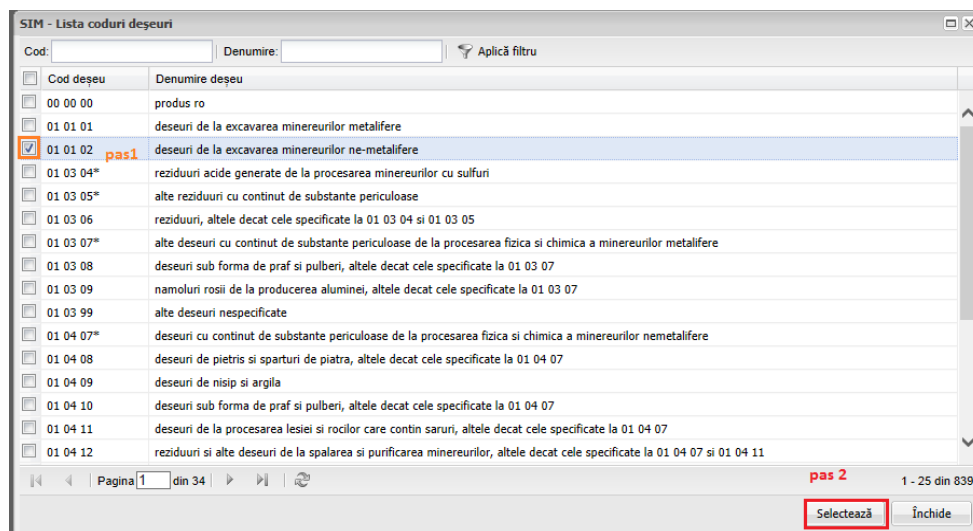 SIM - Lista coduri deșeuri
Cod: Denumire: Aplică filtru
Cod deșeu Denumire deșeu
00 00 00 produs ro
01 01 01 deseuri de la excavarea minereurilor metalifere
01 01 02 pas1 deseuri de la excavarea minereurilor ne-metalifere
01 03 04* reziduuri acide generate de la procesarea minereurilor cu sulfuri
01 03 05* alte reziduuri cu continut de substante periculoase
01 03 06 reziduuri, altele decat cele specificate la 01 03 04 si 01 03 05
01 03 07* alte deseuri cu continut de substante periculoase de la procesarea fizica si chimica a minereurilor metalifere
01 03 08 deseuri sub forma de praf si pulberi, altele decat cele specificate la 01 03 07
01 03 09 namoluri rosii de la producerea aluminei, altele decat cele specificate la 01 03 07
01 03 99 alte deseuri nespecificate
01 04 07* deseuri cu continut de substante periculoase de la procesarea fizica si chimica a minereurilor nemetalifere
01 04 08 deseuri de pietris si sparturi de piatra, altele decat cele specificate la 01 04 07
01 04 09 deseuri de nisip si argila
01 04 10 deseuri sub forma de praf si pulberi, altele decat cele specificate la 01 04 07
01 04 11 deseuri de la procesarea lesiei si rocilor care contin saruri, altele decat cele specificate la 01 04 07
01 04 12 reziduuri si alte deseuri de la spalarea si purificarea minereurilor, altele decat cele specificate la 01 04 07 si 01 04 11
Pagina 1 din 34 pas 2 1 - 25 din 839
Selectează Închide